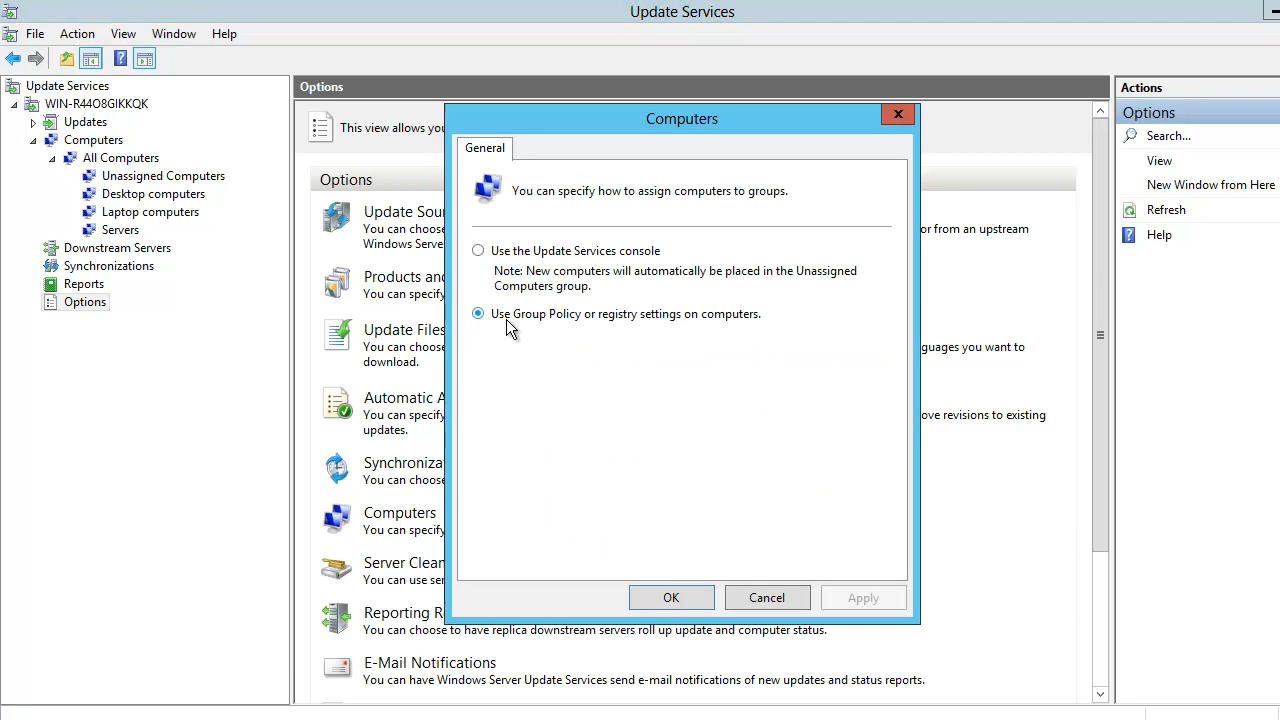 Update Services
File Action View Window Help
Update Services
WIN-R44O8GIKKQK
Updates
Computers
All Computers
Unassigned Computers
Desktop computers
Laptop computers
Servers
Downstream Servers
Synchronizations
Reports
Options
Options
This view allows you
Options
Update Sour
You can choose
Windows Serve
or from an upstream
Products and
You can specify
Update Files
You can choose
download.
nguages you want to
Automatic A
You can specify
updates.
ove revisions to existing
Synchroniza
You can choose
Computers
You can specify
Server Clean
You can use ser
Reporting R
You can choose to have replica downstream servers roll up update and computer status.
E-Mail Notifications
You can have Windows Server Update Services send e-mail notifications of new updates and status reports.
Computers
General
You can specify how to assign computers to groups.
Use the Update Services console
Note: New computers will automatically be placed in the Unassigned
Computers group.
Use Group Policy or registry settings on computers.
OK Cancel Apply
Actions
Options
Search...
View
New Window from Here
Refresh
Help